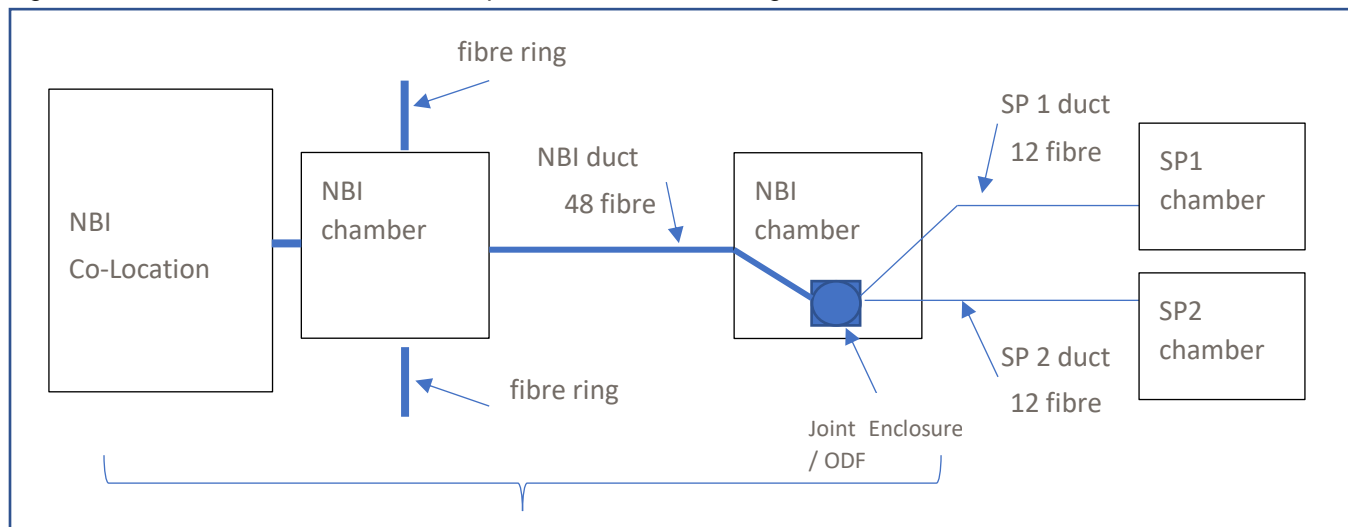 fibre ring
SP 1 duct
12 fibre
NBI duct
48 fibre
NBI
Co-Location
NBI
chamber
NBI
chamber
SP1
chamber
SP2
chamber
SP 2 duct
12 fibre
fibre ring
Joint Enclosure
/ ODF